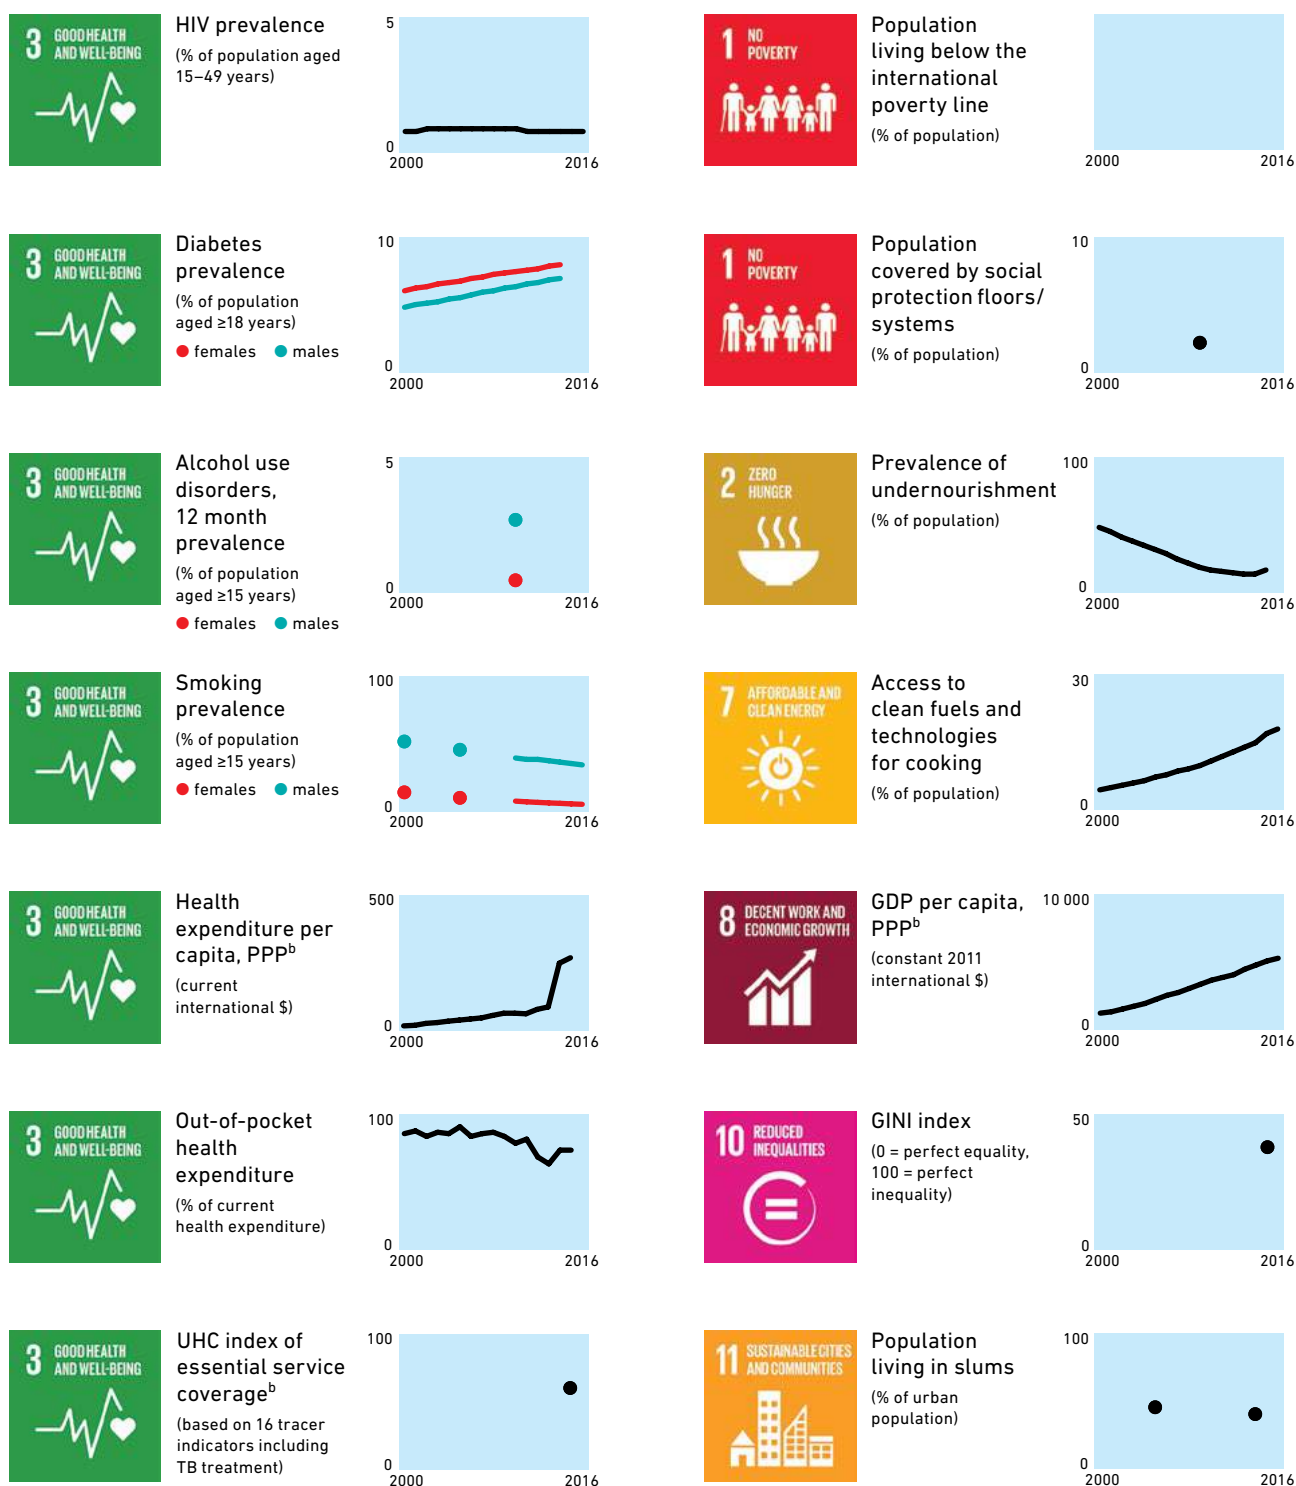 3 GOOD HEALTH
AND WELL-BEING
HIV prevalence
(% of population aged
15–49 years)
5
0
2000 2016
1 NO
POVERTY
Population
living below the
international
poverty line
(% of population)
2000 2016
3 GOOD HEALTH
AND WELL-BEING
Diabetes
prevalence
(% of population
aged ≥18 years)
females males
10
0
2000 2016
1 NO
POVERTY
Population
covered by social
protection floors/
systems
(% of population)
10
0
2000 2016
3 GOOD HEALTH
AND WELL-BEING
Alcohol use
disorders,
12 month
prevalence
(% of population
aged ≥15 years)
females males
5
0
2000 2016
2 ZERO
HUNGER
Prevalence of
undernourishment
(% of population)
100
0
2000 2016
3 GOOD HEALTH
AND WELL-BEING
Smoking
prevalence
(% of population
aged ≥15 years)
females males
100
0
2000 2016
7 AFFORDABLE AND
CLEAN ENERGY
Access to
clean fuels and
technologies
for cooking
(% of population)
30
0
2000 2016
3 GOOD HEALTH
AND WELL-BEING
Health
expenditure per
capita, PPPᵇ
(current
international $)
500
0
2000 2016
8 DECENT WORK AND
ECONOMIC GROWTH
GDP per capita,
PPPᵇ
(constant 2011
international $)
10 000
0
2000 2016
3 GOOD HEALTH
AND WELL-BEING
Out-of-pocket
health
expenditure
(% of current
health expenditure)
100
0
2000 2016
10 REDUCED
INEQUALITIES
GINI index
(0 = perfect equality,
100 = perfect
inequality)
50
0
2000 2016
3 GOOD HEALTH
AND WELL-BEING
UHC index of
essential service
coverageᵇ
(based on 16 tracer
indicators including
TB treatment)
100
0
2000 2016
11 SUSTAINABLE CITIES
AND COMMUNITIES
Population
living in slums
(% of urban
population)
100
0
2000 2016